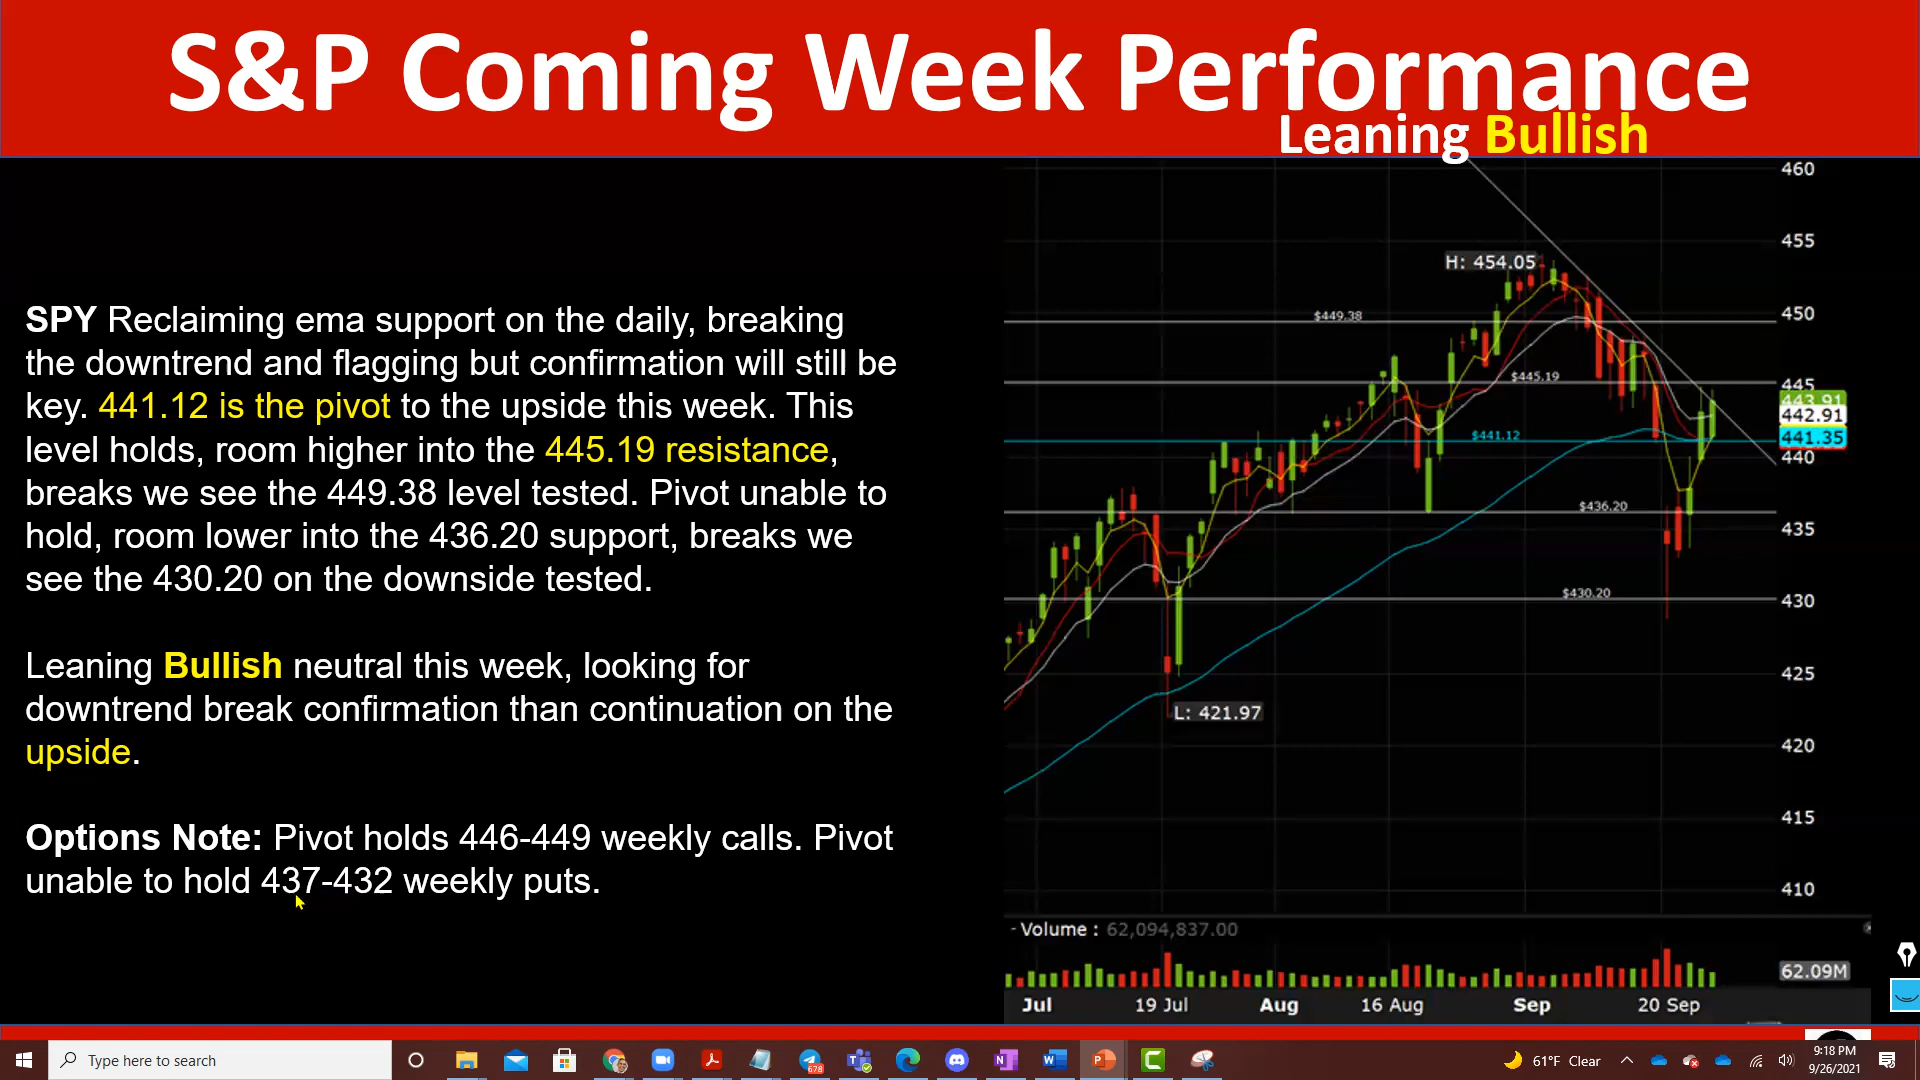 S&P Coming Week Performance
Leaning Bullish
SPY Reclaiming ema support on the daily, breaking
the downtrend and flagging but confirmation will still be
key. 441.12 is the pivot to the upside this week. This
level holds, room higher into the 445.19 resistance,
breaks we see the 449.38 level tested. Pivot unable to
hold, room lower into the 436.20 support, breaks we
see the 430.20 on the downside tested.
Leaning Bullish neutral this week, looking for
downtrend break confirmation than continuation on the
upside.
Options Note: Pivot holds 446-449 weekly calls. Pivot
unable to hold 437-432 weekly puts.
460
455
H: 454.05
450
$449.38
445
$445.19
443.91
442.91
441.35
$441.12
440
$436.20
435
430
$430.20
425
L: 421.97
420
415
410
- Volume : 62,094,837.00
62.09M
Jul
19 Jul
Aug
16 Aug
Sep
20 Sep
Type here to search
678
61°F Clear
9:18 PM
9/26/2021